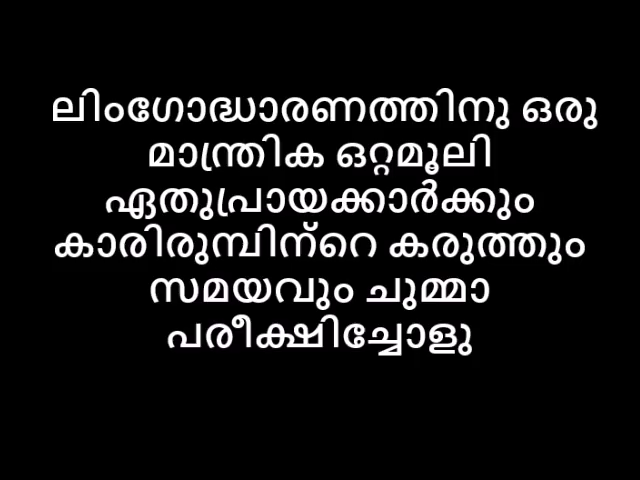 ലിംഗോദ്ധാരണത്തിനു ഒരു
മാന്ത്രിക ഒറ്റമൂലി
ഏതുപ്രായക്കാർക്കും
കാരിരുമ്പിന്റെ കരുത്തും
സമയവും ചുമ്മാ
പരീക്ഷിച്ചോളു